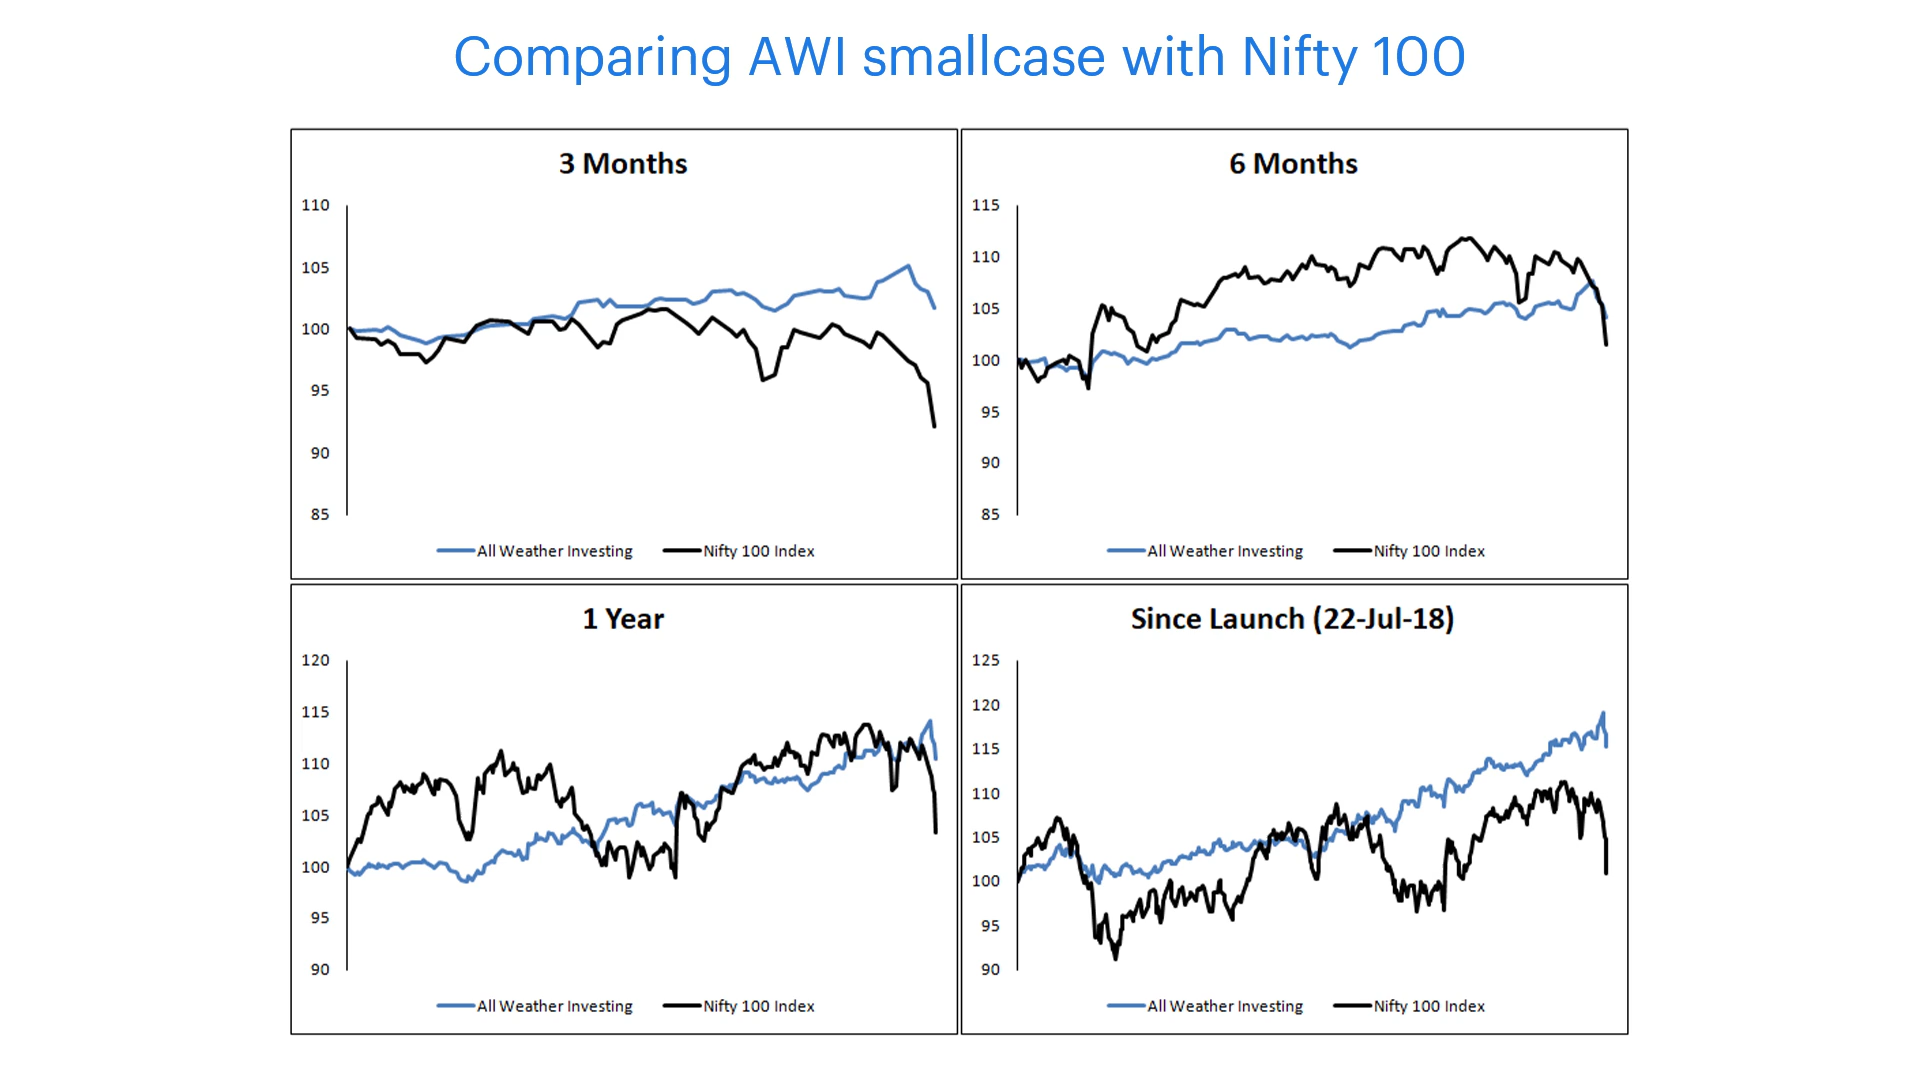 Comparing AWI smallcase with Nifty 100
3 Months
110
105
100
95
90
85
All Weather Investing
Nifty 100 Index
6 Months
115
110
105
100
95
90
85
All Weather Investing
Nifty 100 Index
1 Year
120
115
110
105
100
95
90
All Weather Investing
Nifty 100 Index
Since Launch (22-Jul-18)
125
120
115
110
105
100
95
90
All Weather Investing
Nifty 100 Index